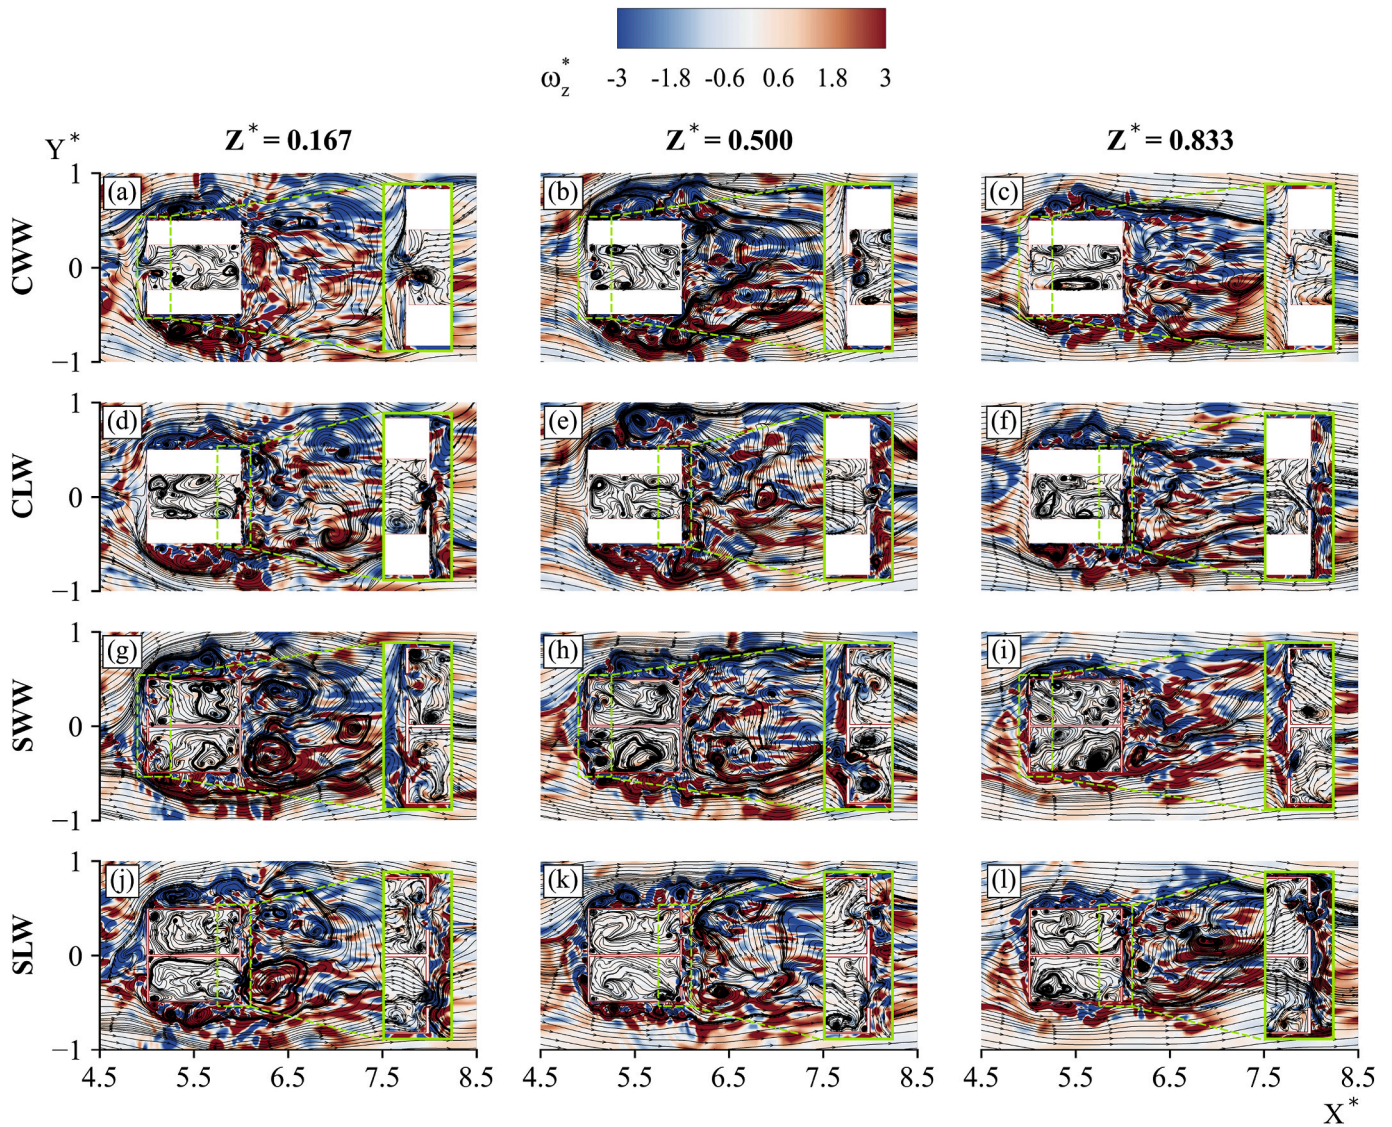 ω_z^* -3 -1.8 -0.6 0.6 1.8 3
Y^* Z^* = 0.167 Z^* = 0.500 Z^* = 0.833
1 (a) (b) (c)
CWW 0
−1
1 (d) (e) (f)
CLW 0
−1
1 (g) (h) (i)
SWW 0
−1
1 (j) (k) (l)
SLW 0
−1
4.5 5.5 6.5 7.5 8.5 4.5 5.5 6.5 7.5 8.5 4.5 5.5 6.5 7.5 8.5
X^*